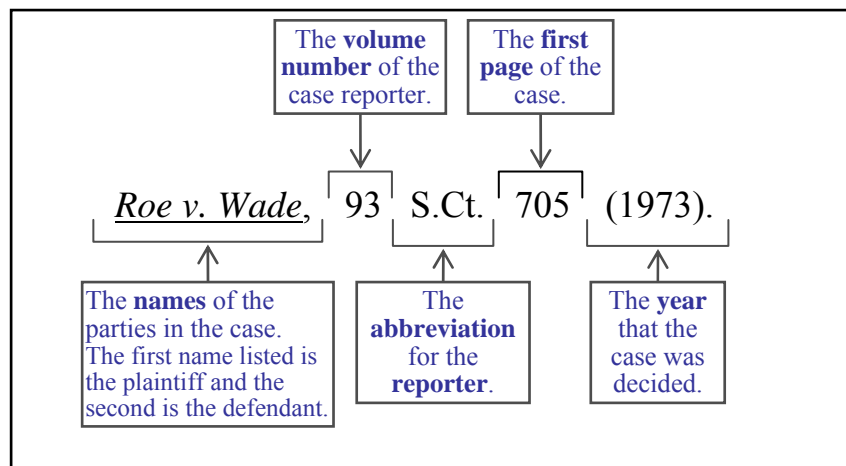 The volume
number of the
case reporter.
The first
page of the
case.
Roe v. Wade, 93 S.Ct. 705 (1973).
The names of the
parties in the case.
The first name listed is
the plaintiff and the
second is the defendant.
The
abbreviation
for the
reporter.
The year
that the
case was
decided.